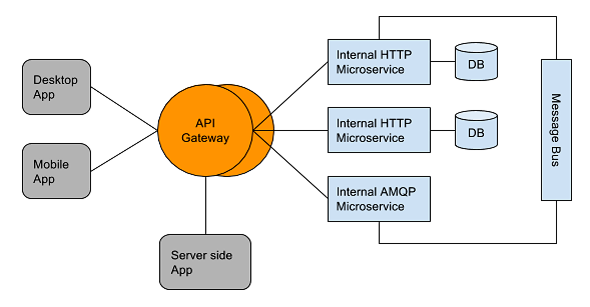 Desktop
App
Mobile
App
API
Gateway
Server side
App
Internal HTTP
Microservice
DB
Internal HTTP
Microservice
DB
Internal AMQP
Microservice
Message Bus